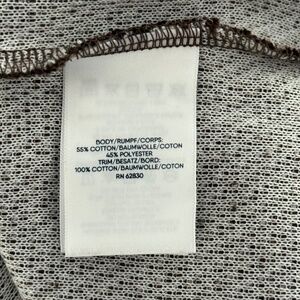 BODY/RUMPF/CORPS:
55% COTTON/BAUMWOLLE/COTON
45% POLYESTER
TRIM/BESATZ/BORD:
100% COTTON/BAUMWOLLE/COTON
RN 62830